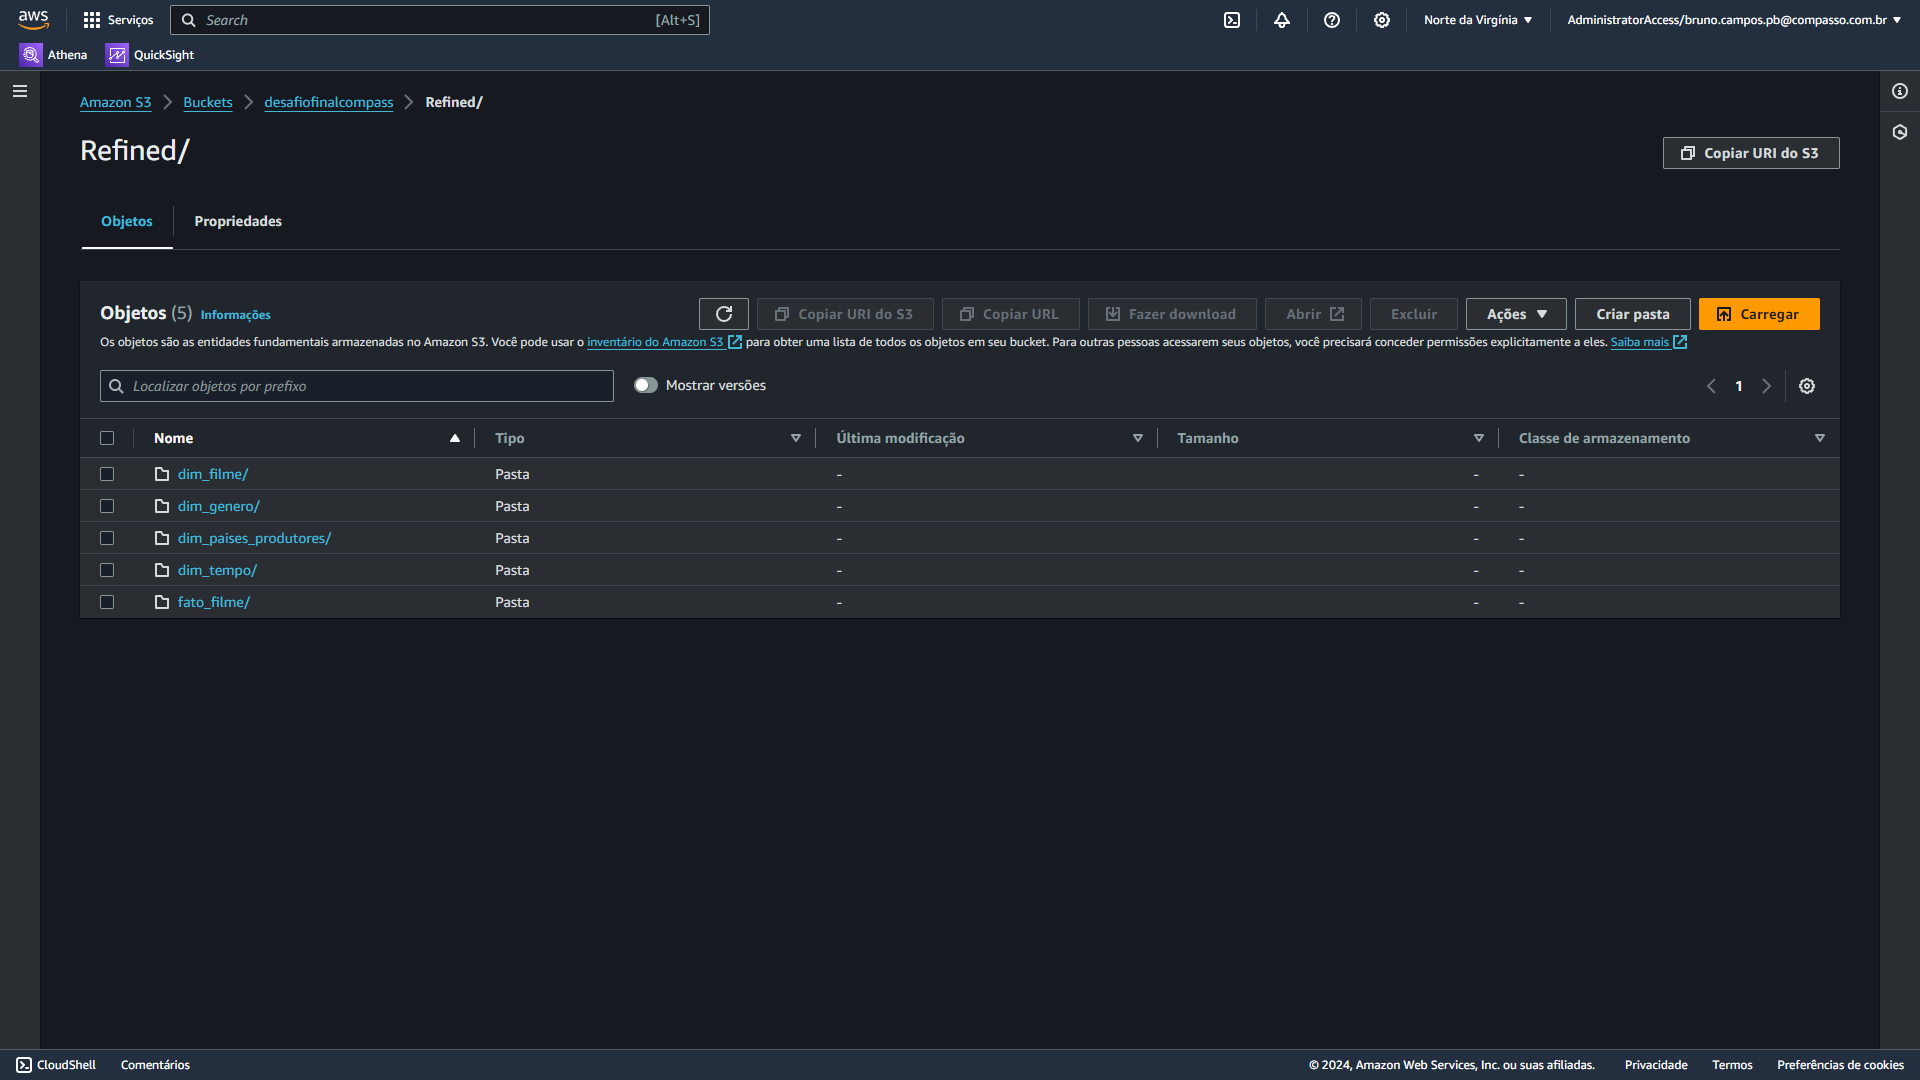 aws Serviços Search [Alt+S] Norte da Virgínia AdministratorAccess/bruno.campos.pb@compasso.com.br
Athena QuickSight
Amazon S3 Buckets desafiofinalcompass Refined/
Refined/
Copiar URI do S3
Objetos Propriedades
Objetos (5) Informações Copiar URI do S3 Copiar URL Fazer download Abrir Excluir Ações Criar pasta Carregar
Os objetos são as entidades fundamentais armazenadas no Amazon S3. Você pode usar o inventário do Amazon S3 para obter uma lista de todos os objetos em seu bucket. Para outras pessoas acessarem seus objetos, você precisará conceder permissões explicitamente a eles. Saiba mais
Localizar objetos por prefixo Mostrar versões 1
Nome Tipo Última modificação Tamanho Classe de armazenamento
dim_filme/ Pasta - - -
dim_genero/ Pasta - - -
dim_paises_produtores/ Pasta - - -
dim_tempo/ Pasta - - -
fato_filme/ Pasta - - -
CloudShell Comentários © 2024, Amazon Web Services, Inc. ou suas afiliadas. Privacidade Termos Preferências de cookies